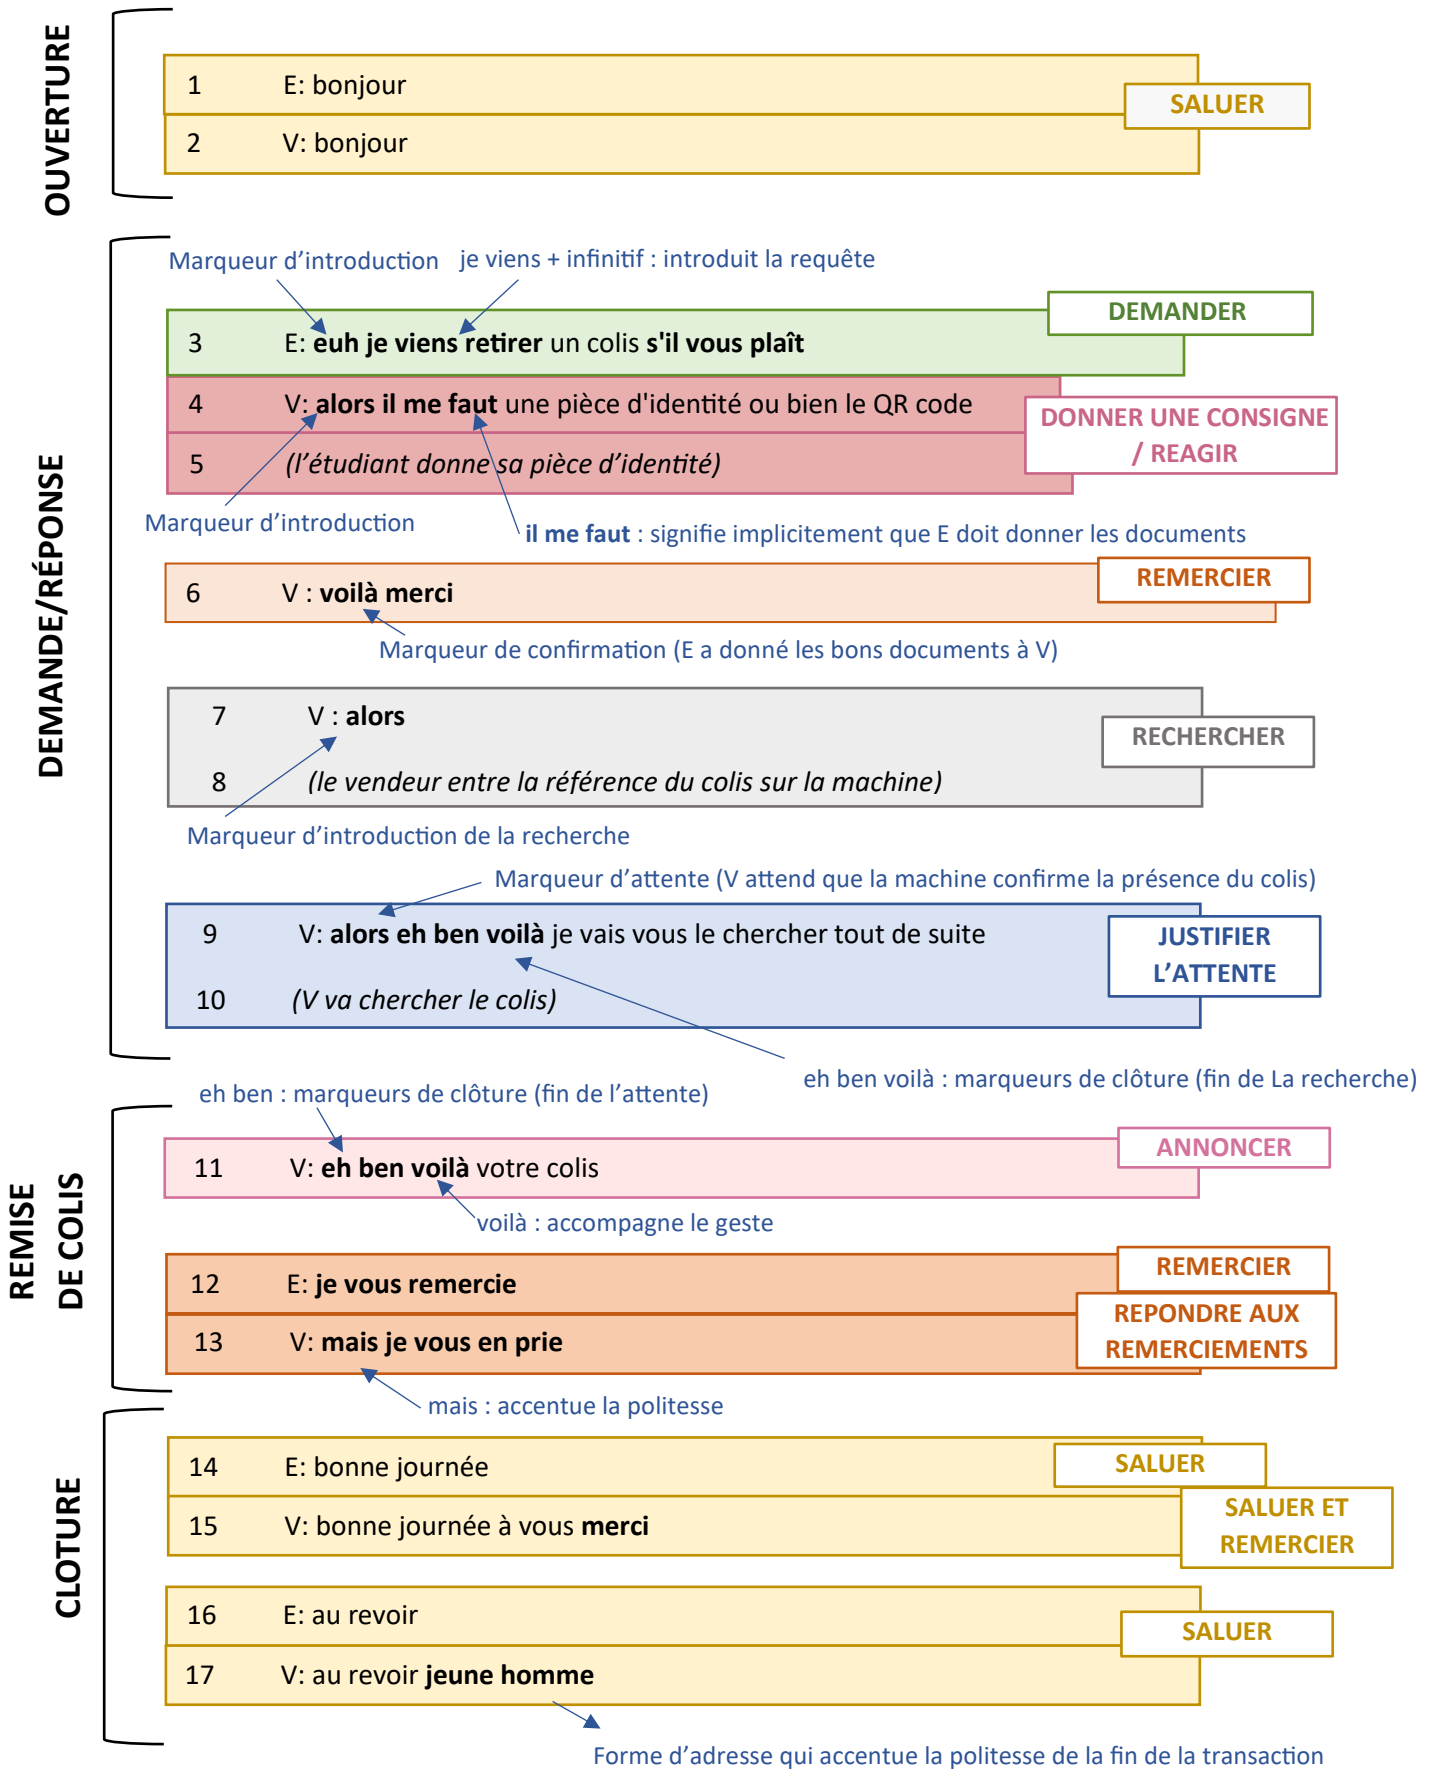 OUVERTURE
1 E: bonjour
SALUER
2 V: bonjour
DEMANDE/RÉPONSE
Marqueur d'introduction je viens + infinitif : introduit la requête
DEMANDER
3 E: euh je viens retirer un colis s'il vous plaît
4 V: alors il me faut une pièce d'identité ou bien le QR code
DONNER UNE CONSIGNE
/ REAGIR
5 (l'étudiant donne sa pièce d'identité)
Marqueur d'introduction
il me faut : signifie implicitement que E doit donner les documents
REMERCIER
6 V : voilà merci
Marqueur de confirmation (E a donné les bons documents à V)
7 V : alors
RECHERCHER
8 (le vendeur entre la référence du colis sur la machine)
Marqueur d'introduction de la recherche
Marqueur d'attente (V attend que la machine confirme la présence du colis)
9 V: alors eh ben voilà je vais vous le chercher tout de suite
JUSTIFIER
L'ATTENTE
10 (V va chercher le colis)
eh ben voilà : marqueurs de clôture (fin de La recherche)
REMISE
DE COLIS
eh ben : marqueurs de clôture (fin de l'attente)
ANNONCER
11 V: eh ben voilà votre colis
voilà : accompagne le geste
REMERCIER
12 E: je vous remercie
REPONDRE AUX
REMERCIEMENTS
13 V: mais je vous en prie
mais : accentue la politesse
CLOTURE
SALUER
14 E: bonne journée
SALUER ET
REMERCIER
15 V: bonne journée à vous merci
16 E: au revoir
SALUER
17 V: au revoir jeune homme
Forme d'adresse qui accentue la politesse de la fin de la transaction